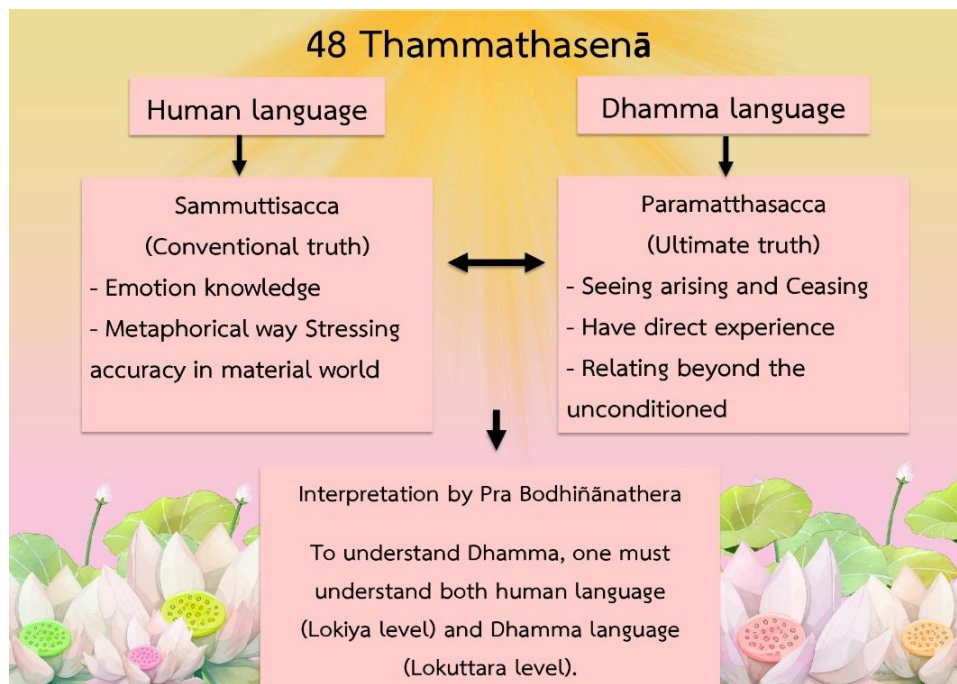 48 Thammathasenā
Human language
Dhamma language
Sammuttisacca
(Conventional truth)
- Emotion knowledge
- Metaphorical way Stressing
accuracy in material world
Paramatthasacca
(Ultimate truth)
- Seeing arising and Ceasing
- Have direct experience
- Relating beyond the
unconditioned
Interpretation by Pra Bodhiñānathera
To understand Dhamma, one must
understand both human language
(Lokiya level) and Dhamma language
(Lokuttara level).